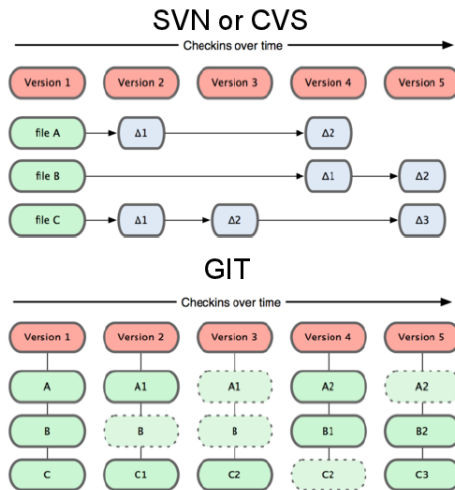 SVN or CVS
Checkins over time
Version 1 Version 2 Version 3 Version 4 Version 5
file A Δ1 Δ2
file B Δ1 Δ2
file C Δ1 Δ2 Δ3
GIT
Checkins over time
Version 1 Version 2 Version 3 Version 4 Version 5
A A1 A1 A2 A2
B B B B1 B2
C C1 C2 C2 C3